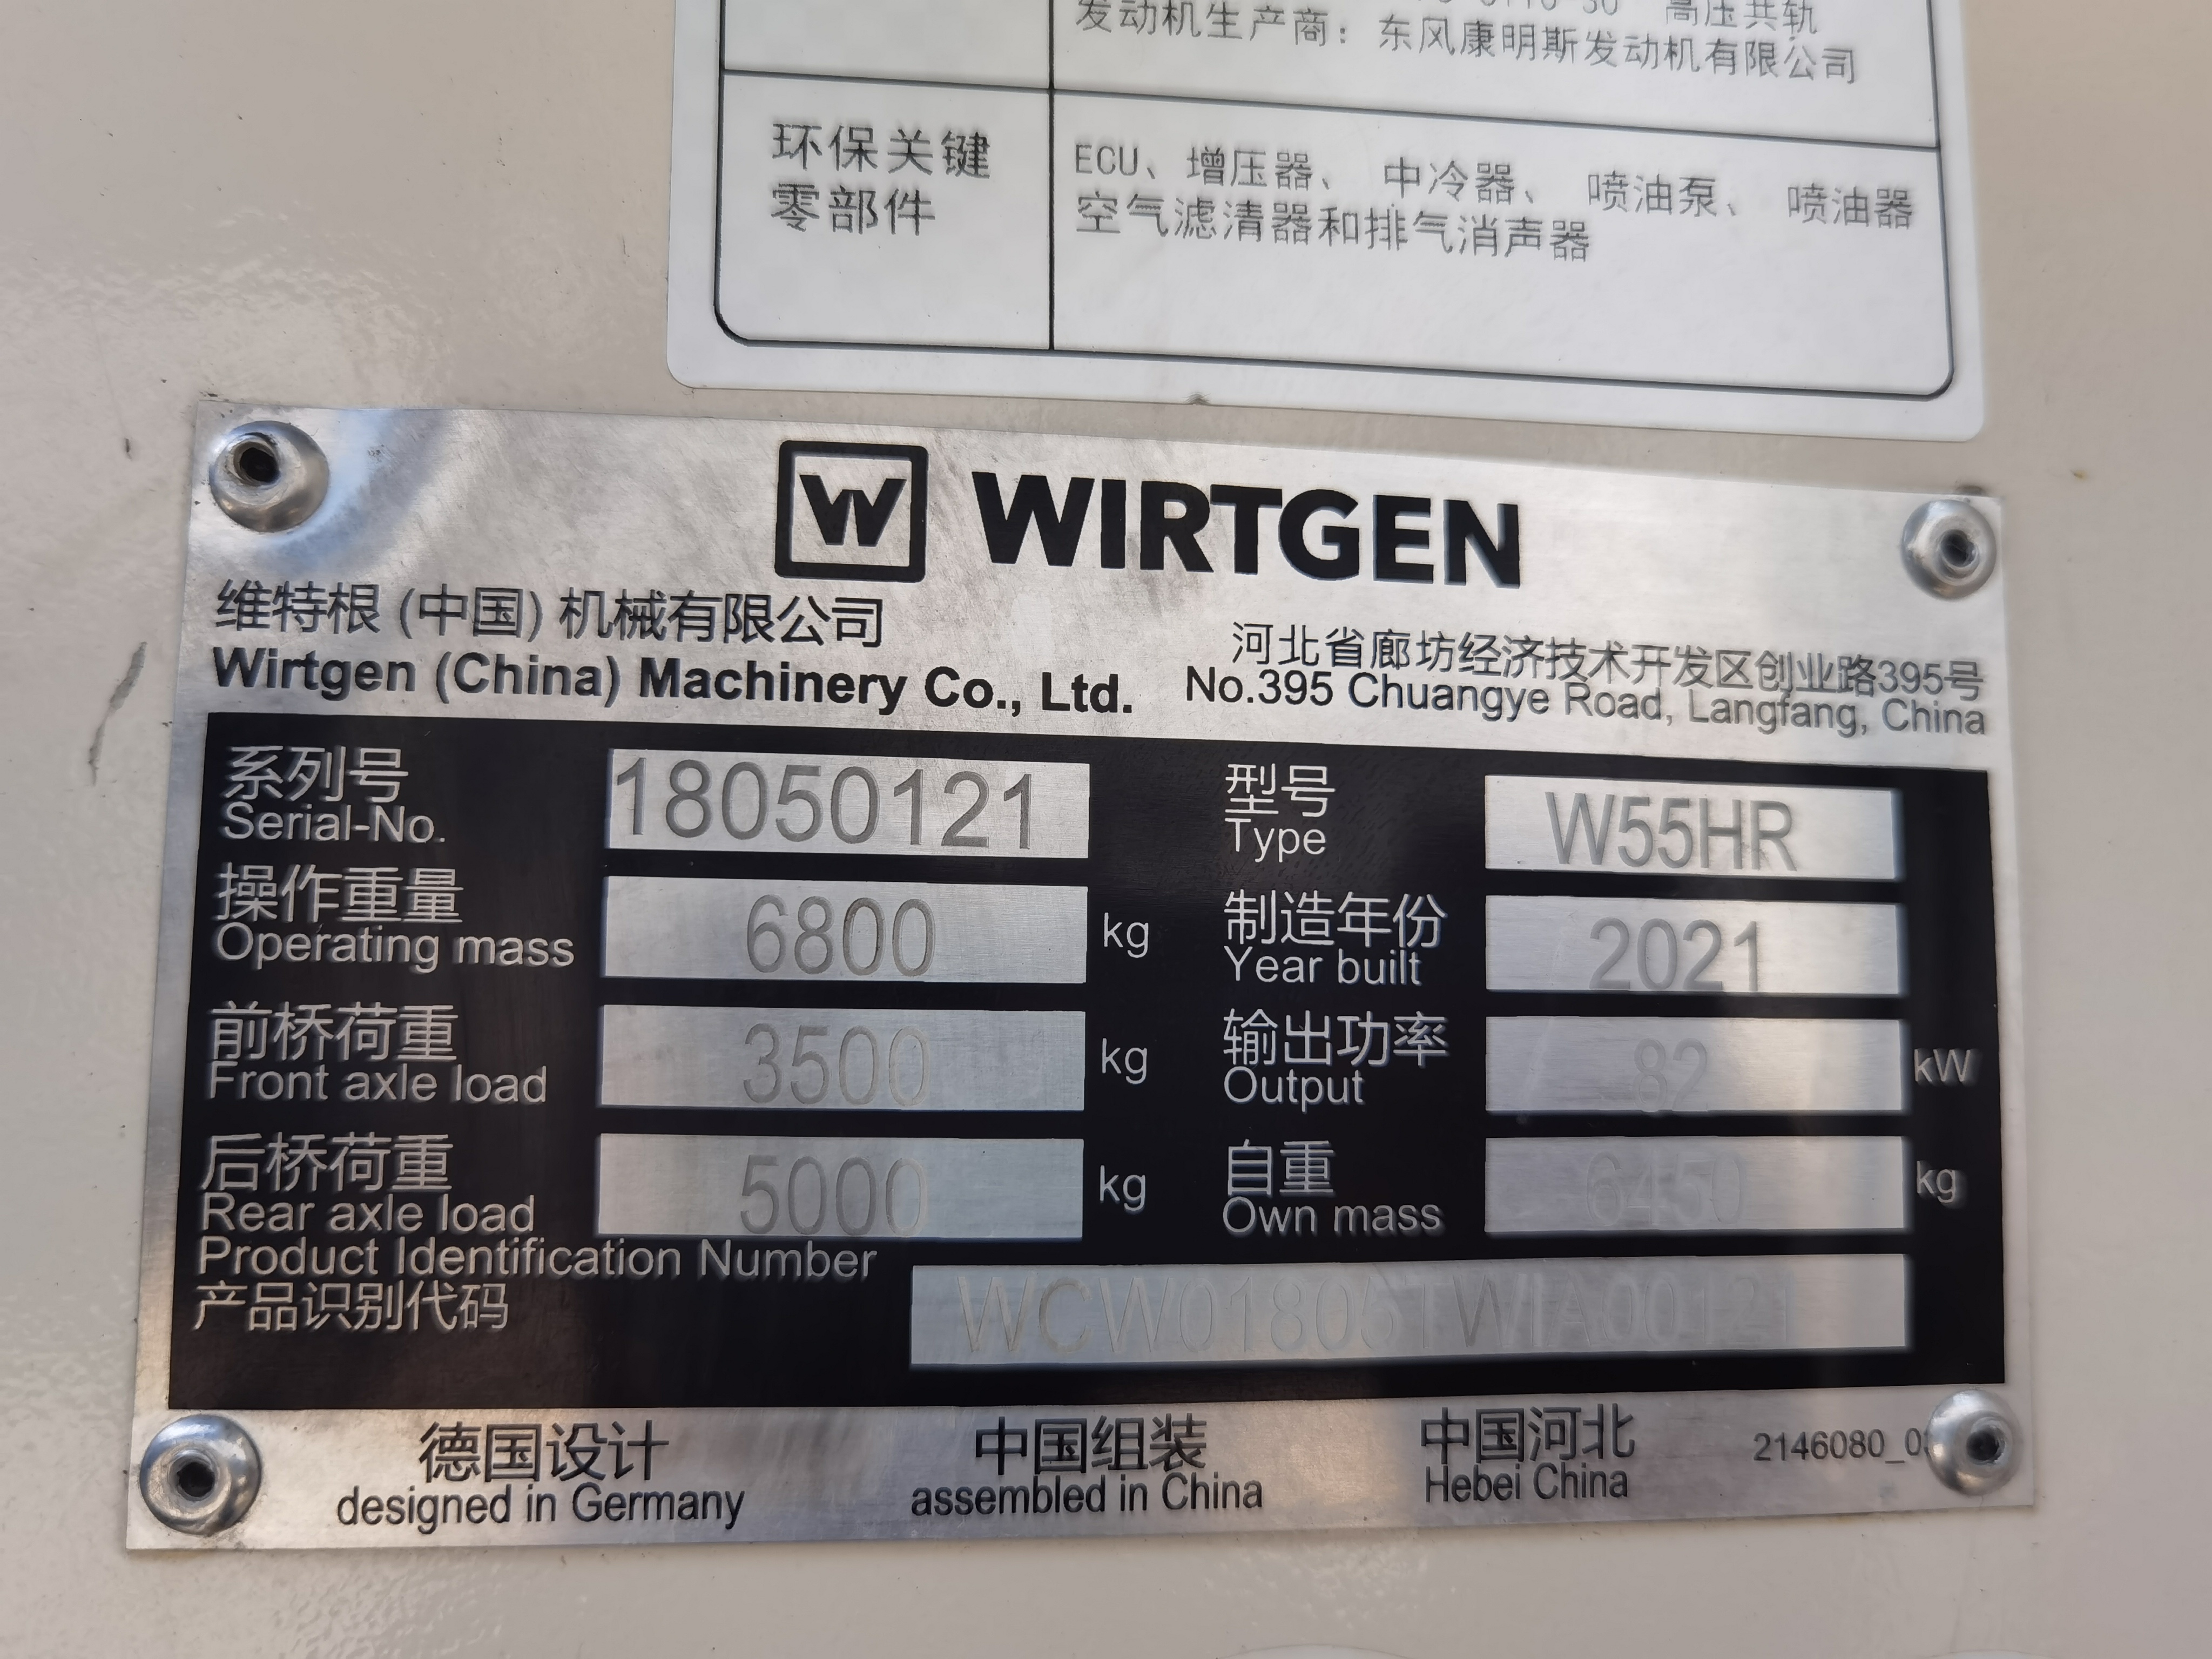 高压共轨
发动机生产商：东风康明斯发动机有限公司
环保关键
零部件
ECU、增压器、 中冷器、 喷油泵、 喷油器
空气滤清器和排气消声器
W WIRTGEN
维特根 (中国) 机械有限公司
Wirtgen (China) Machinery Co., Ltd.
河北省廊坊经济技术开发区创业路395号
No.395 Chuangye Road, Langfang, China
系列号
Serial-No.
18050121
型号
Type
W55HR
操作重量
Operating mass
6800 kg
制造年份
Year built
2021
前桥荷重
Front axle load
3500 kg
输出功率
Output
82 kW
后桥荷重
Rear axle load
5000 kg
自重
Own mass
6450 kg
Product Identification Number
产品识别代码
WCW01805TWIA00121
德国设计
designed in Germany
中国组装
assembled in China
中国河北
Hebei China